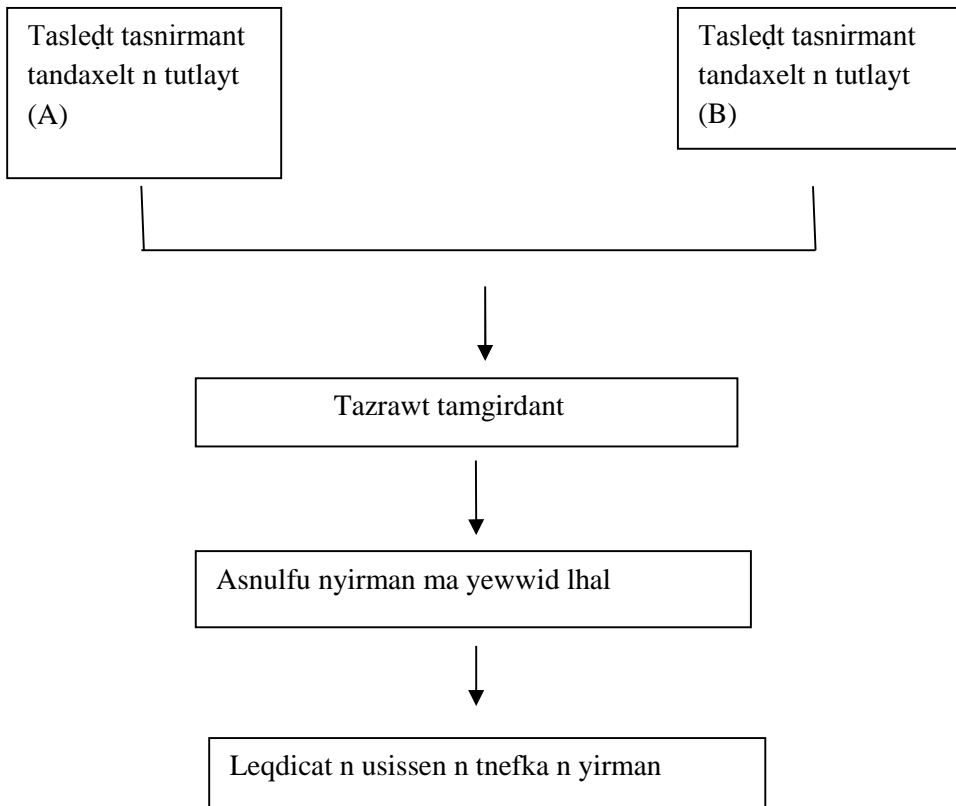 Tasleḍt tasnirmant
tandaxelt n tutlayt
(A)
Tasleḍt tasnirmant
tandaxelt n tutlayt
(B)
Tazrawt tamgirdant
Asnulfu nyirman ma yewwid lhal
Leqdicat n usissen n tnefka n yirman